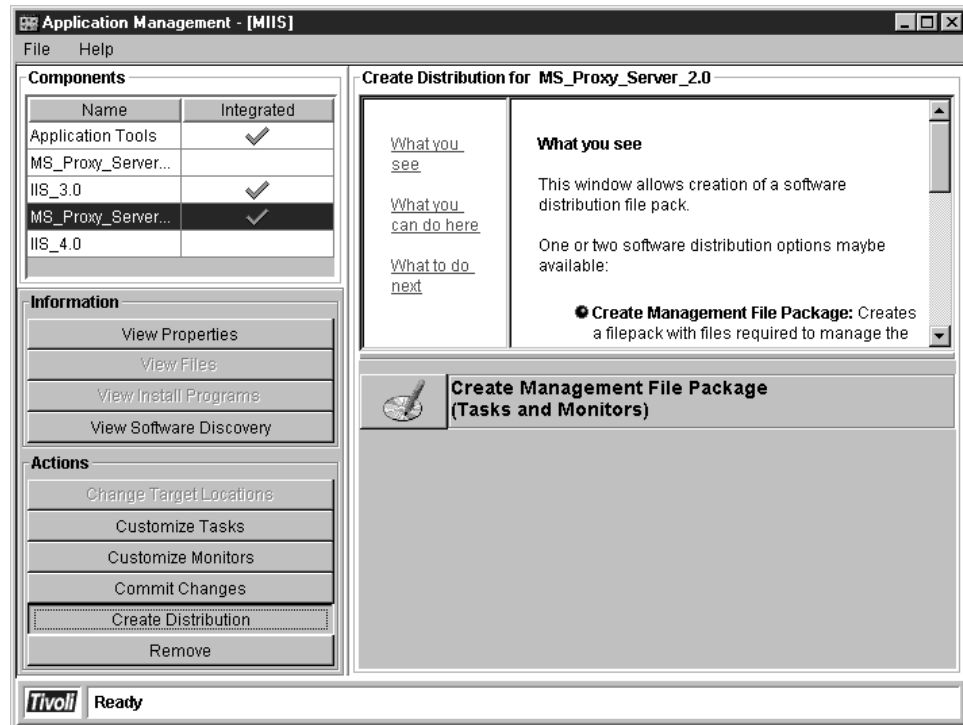 Application Management - [MIIS]
File Help
Components
Name Integrated
Application Tools
MS_Proxy_Server...
IIS_3.0
MS_Proxy_Server...
IIS_4.0
Information
View Properties
View Files
View Install Programs
View Software Discovery
Actions
Change Target Locations
Customize Tasks
Customize Monitors
Commit Changes
Create Distribution
Remove
Create Distribution for MS_Proxy_Server_2.0
What you
see
What you
can do here
What to do
next
What you see
This window allows creation of a software
distribution file pack.
One or two software distribution options maybe
available:
Create Management File Package: Creates
a filepack with files required to manage the
Create Management File Package
(Tasks and Monitors)
Tivoli Ready